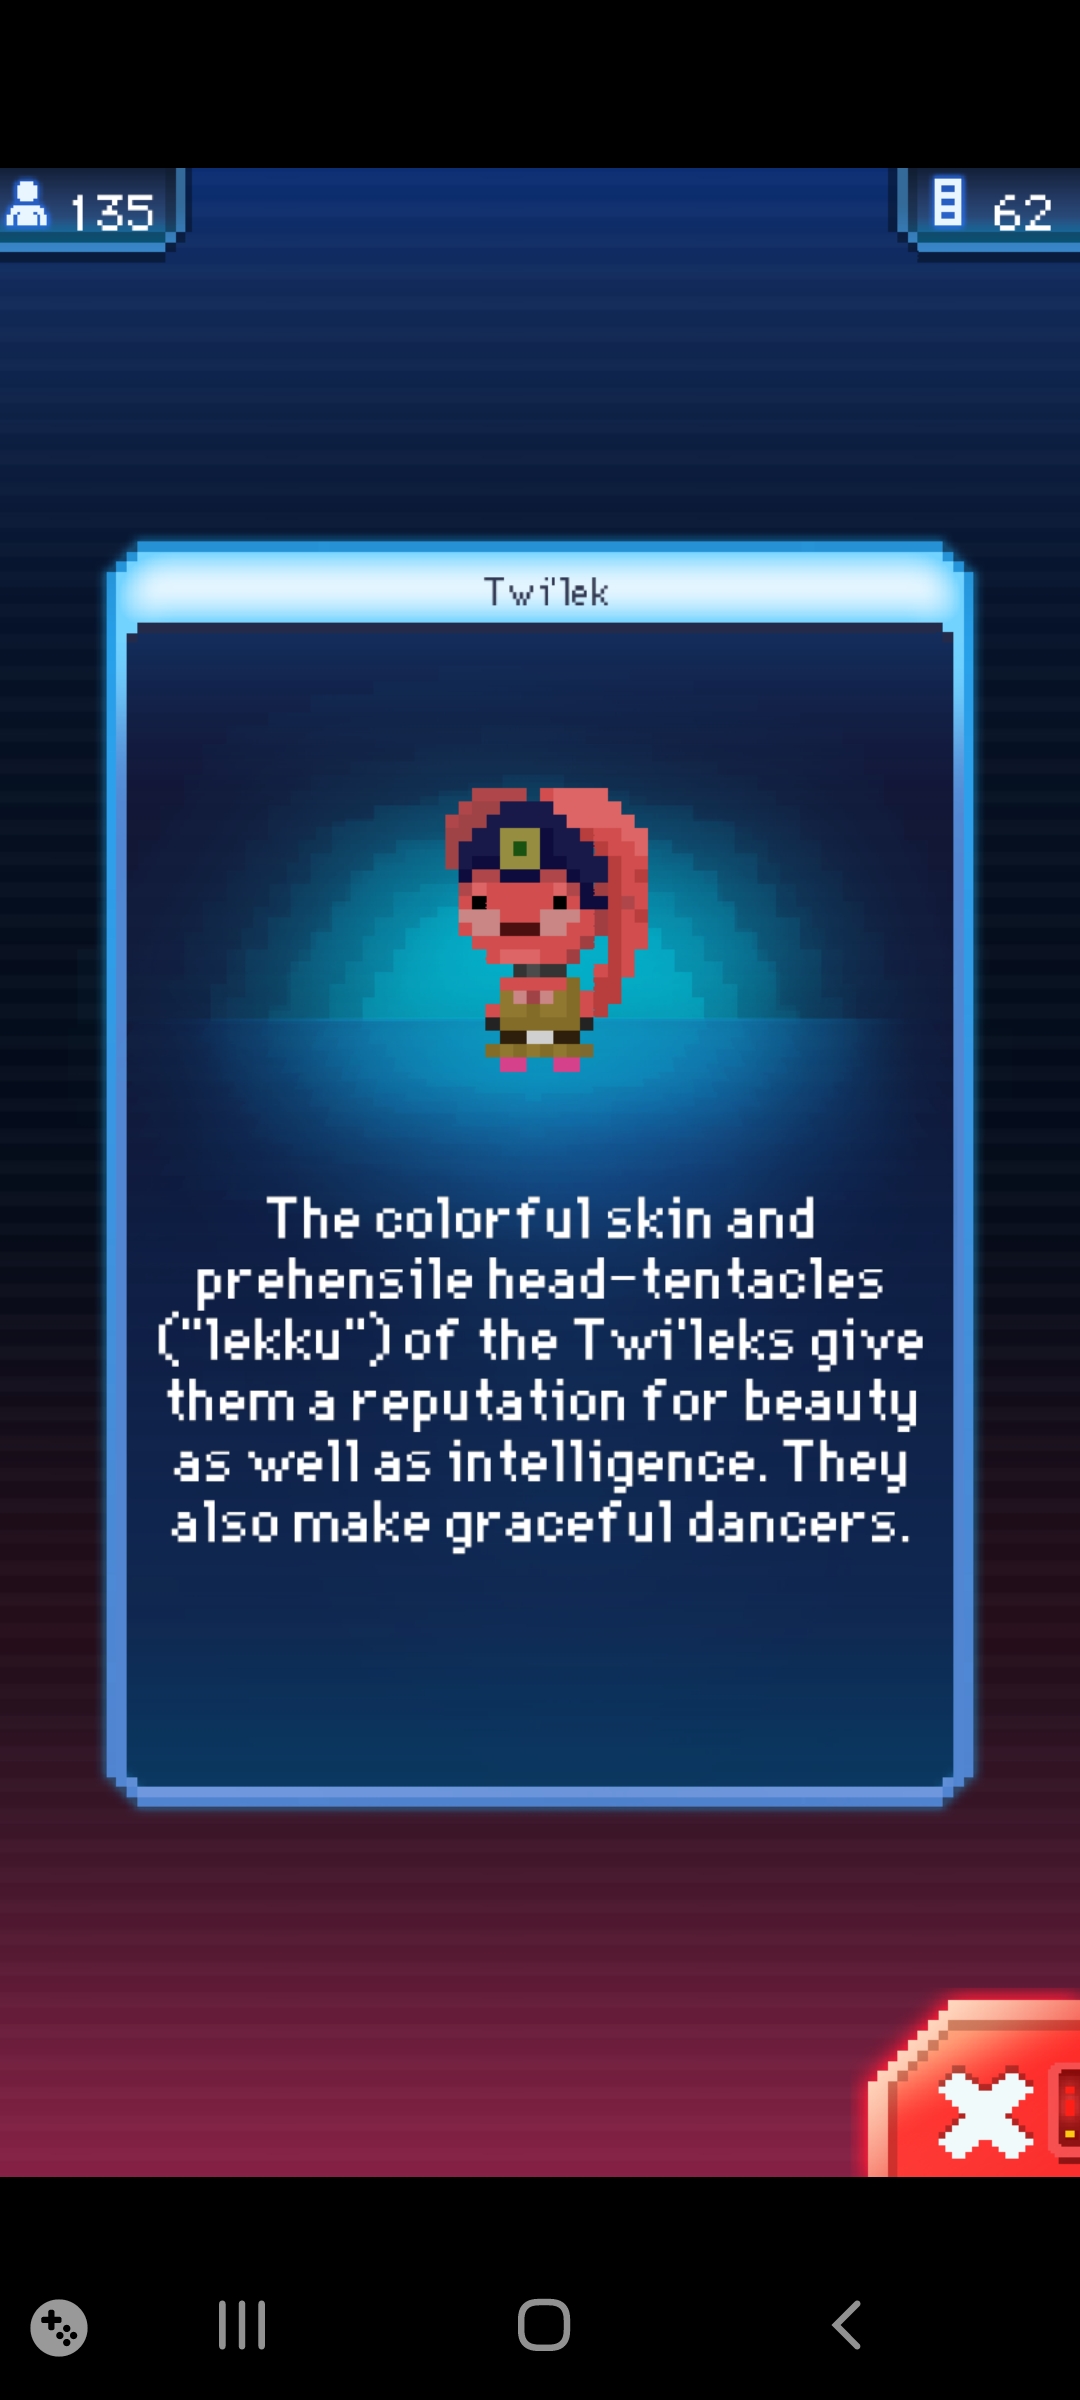 135
62
Twi'lek
The colorful skin and
prehensile head-tentacles
("lekku") of the Twi'leks give
them a reputation for beauty
as well as intelligence. They
also make graceful dancers.